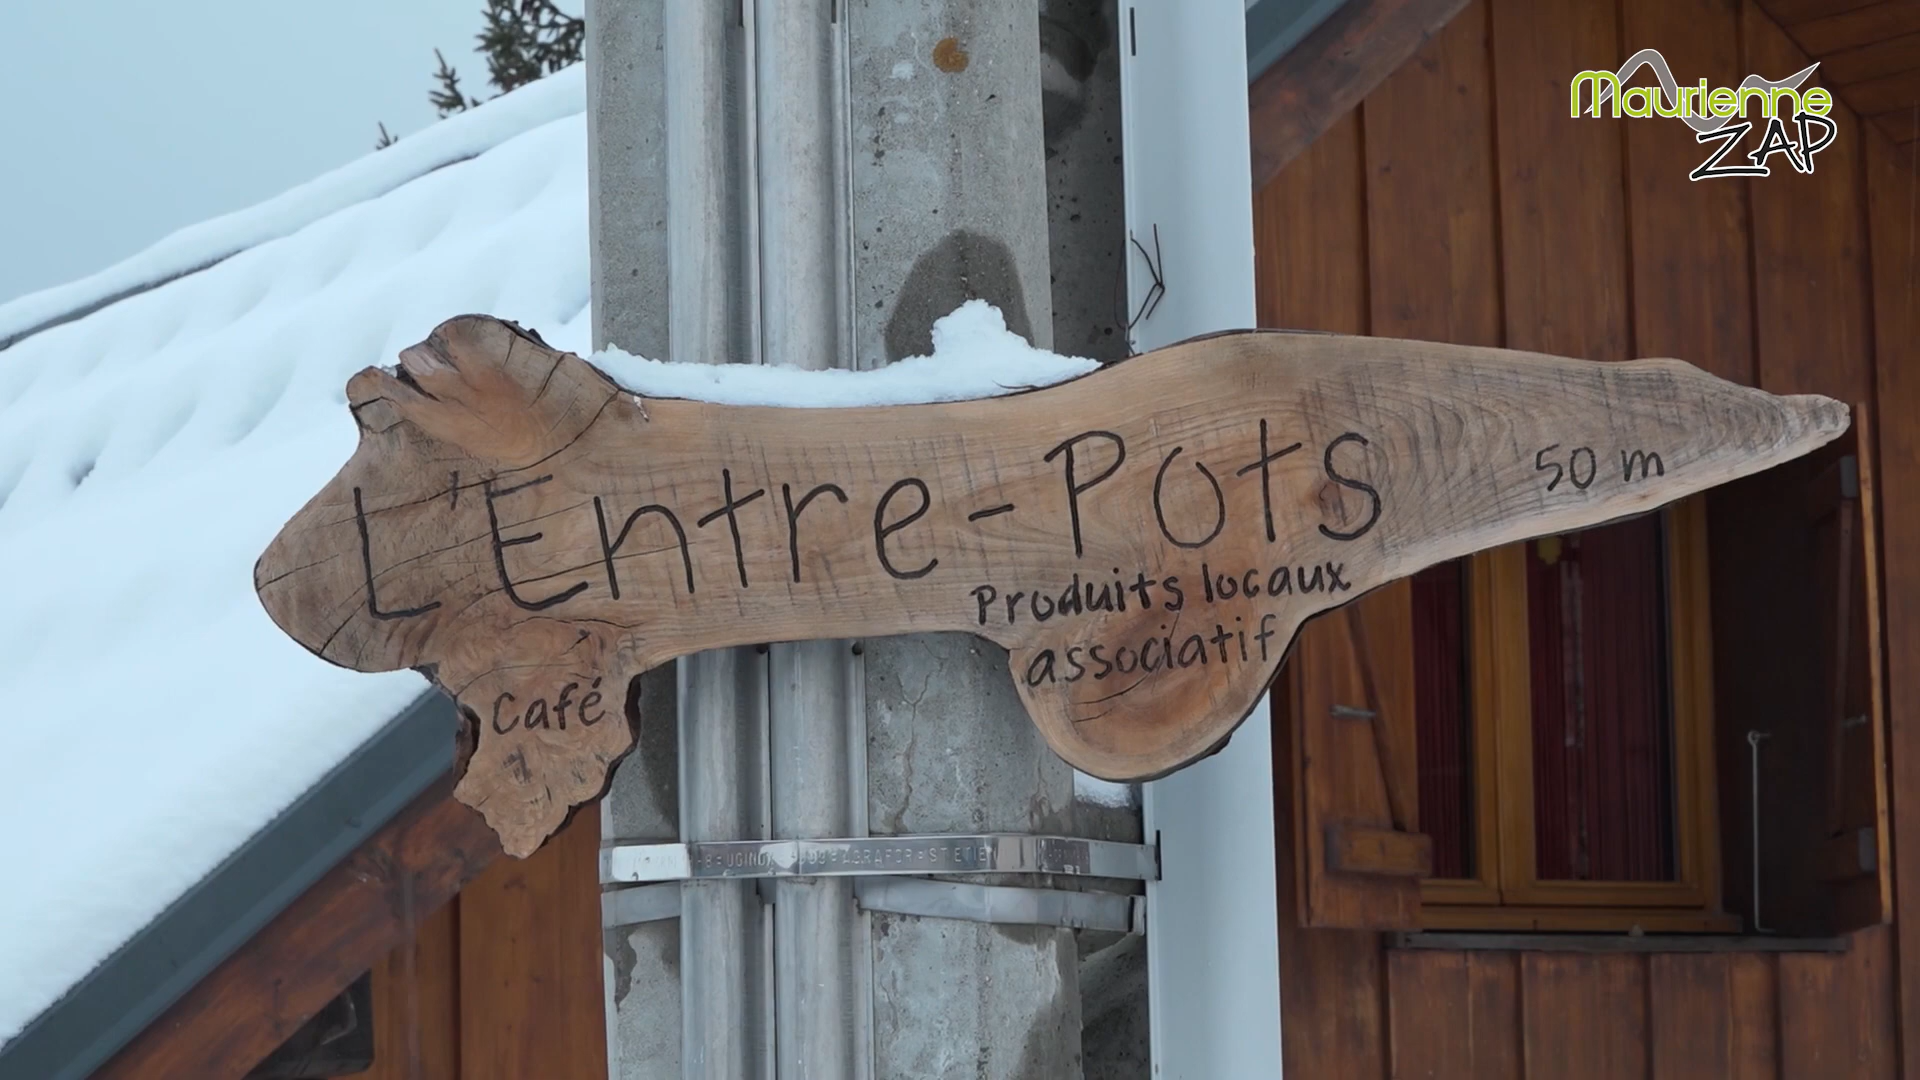 Maurienne
ZAP
L'Entre-Pots
50 m
Produits locaux
associatif
Café